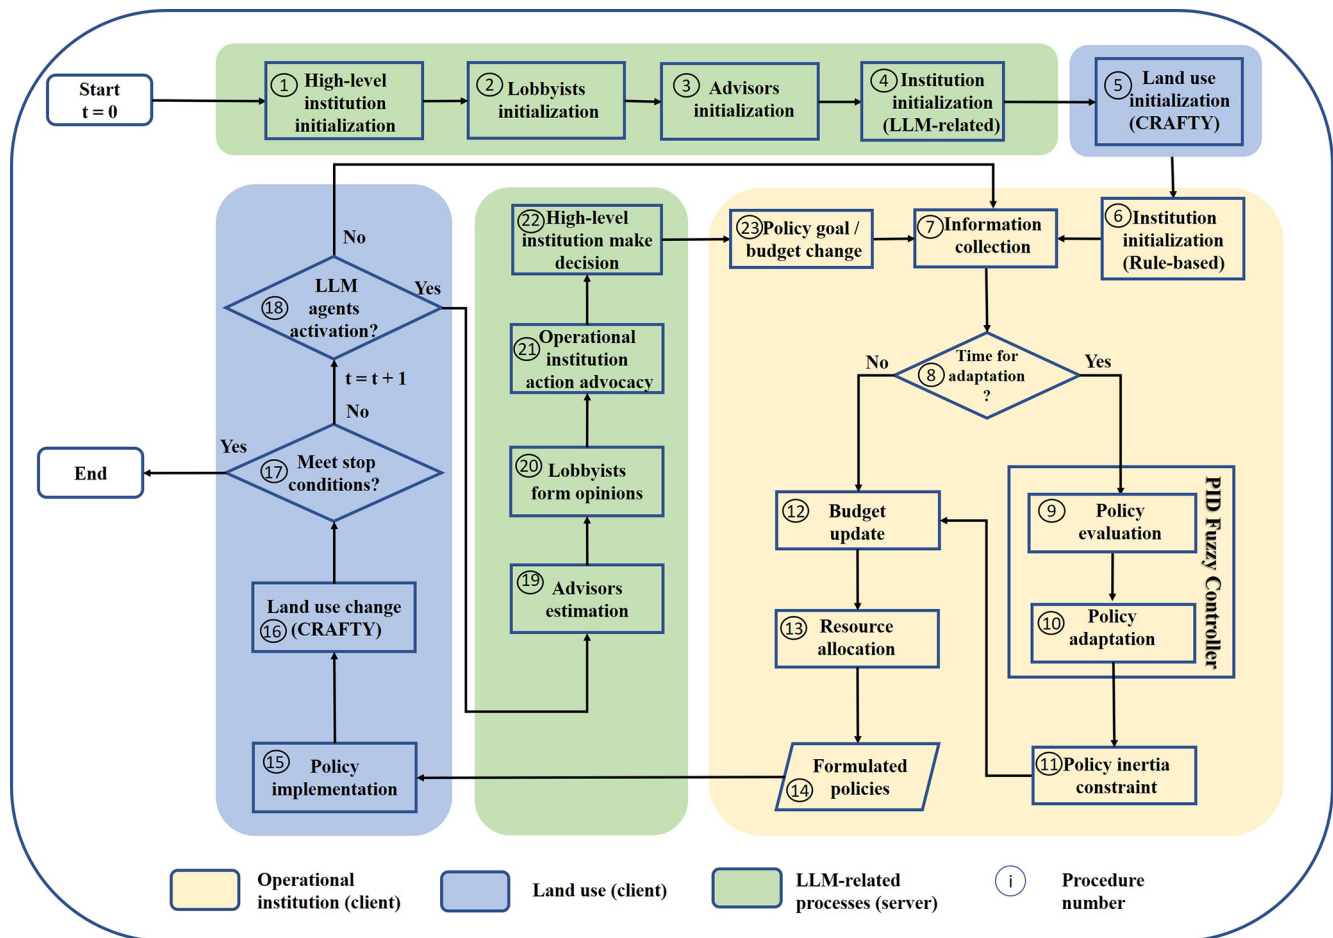 Start
t = 0
1 High-level
institution
initialization
2 Lobbyists
initialization
3 Advisors
initialization
4 Institution
initialization
(LLM-related)
5 Land use
initialization
(CRAFTY)
6 Institution
initialization
(Rule-based)
7 Information
collection
23 Policy goal /
budget change
22 High-level
institution make
decision
No
18 LLM
agents
activation?
Yes
21 Operational
institution
action advocacy
No
8 Time for
adaptation
?
Yes
t = t + 1
No
Yes
17 Meet stop
conditions?
End
20 Lobbyists
form opinions
12 Budget
update
9 Policy
evaluation
PID Fuzzy Controller
16 Land use change
(CRAFTY)
19 Advisors
estimation
13 Resource
allocation
10 Policy
adaptation
15 Policy
implementation
14 Formulated
policies
11 Policy inertia
constraint
Operational
institution (client)
Land use (client)
LLM-related
processes (server)
i Procedure
number